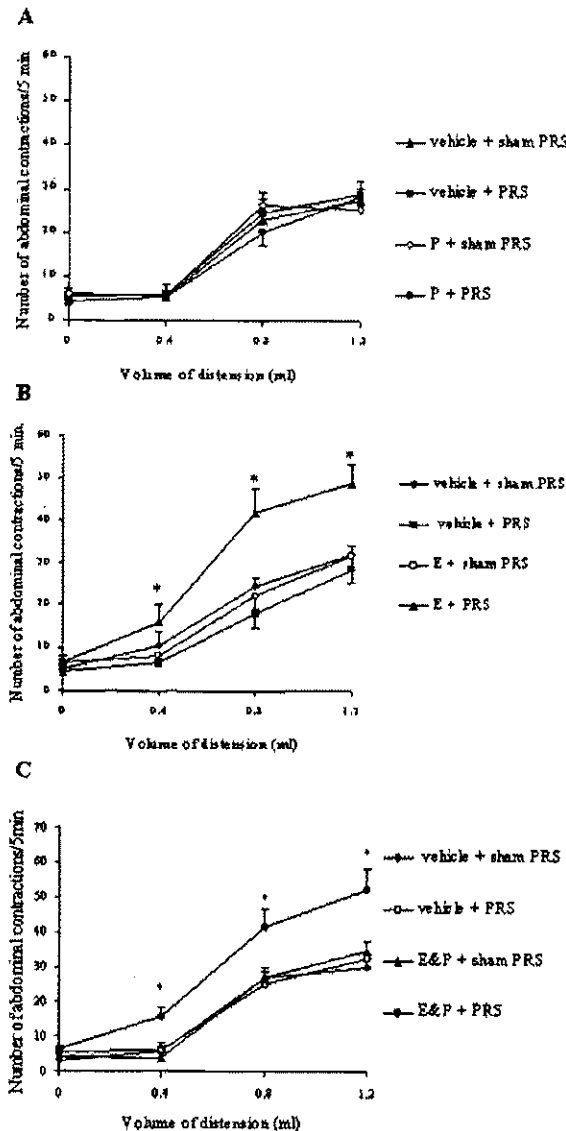 A
Number of abdominal contractions/5 min
60
50
40
30
20
10
0
0
0.4
0.8
1.2
Volume of distension (ml)
vehicle + sham PRS
vehicle + PRS
P + sham PRS
P + PRS
B
Number of abdominal contractions/5 min.
60
50
40
30
20
10
0
0
0.4
0.8
1.2
Volume of distension (ml)
*
*
*
vehicle + sham PRS
vehicle + PRS
E + sham PRS
E + PRS
C
Number of abdominal contractions/5min
70
60
50
40
30
20
10
0
0
0.4
0.8
1.2
Volume of distension (ml)
*
*
*
vehicle + sham PRS
vehicle + PRS
E&P + sham PRS
E&P + PRS